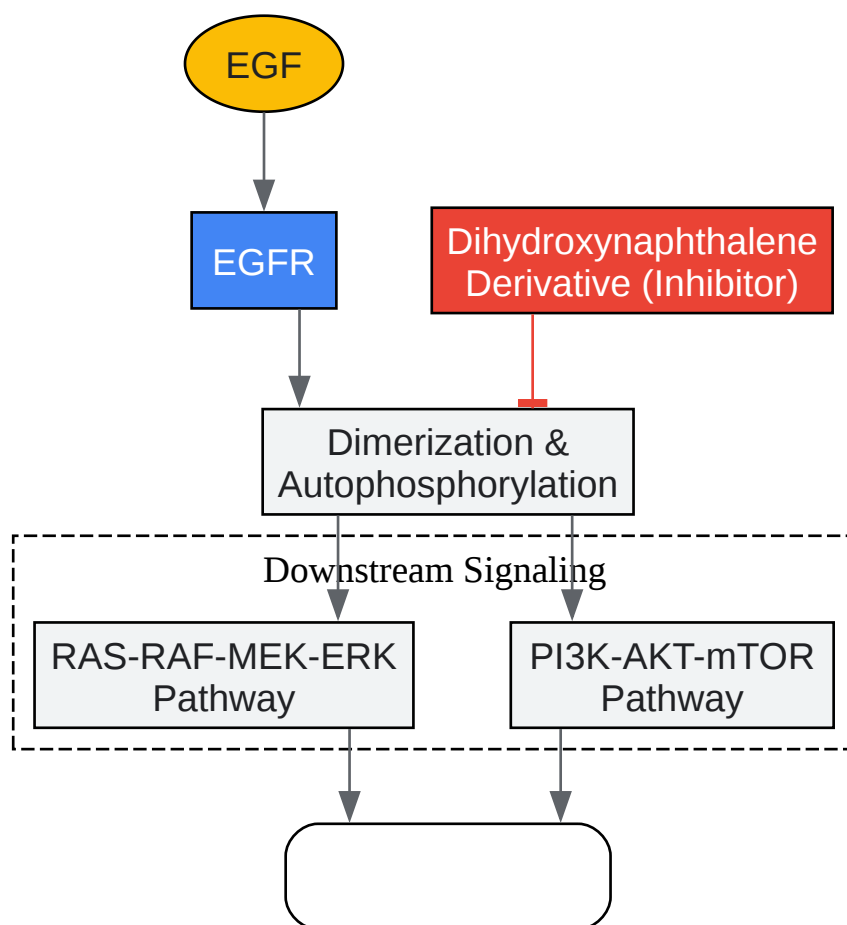 EGF
EGFR
Dihydroxynaphthalene
Derivative (Inhibitor)
Dimerization &
Autophosphorylation
Downstream Signaling
RAS-RAF-MEK-ERK
Pathway
PI3K-AKT-mTOR
Pathway